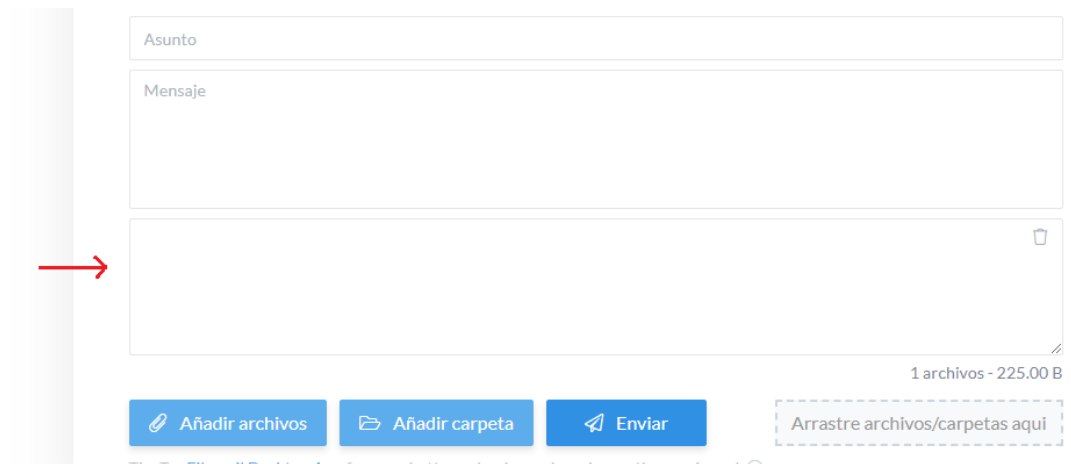 Asunto
Mensaje
1 archivos - 225.00 B
Añadir archivos
Añadir carpeta
Enviar
Arrastre archivos/carpetas aqui